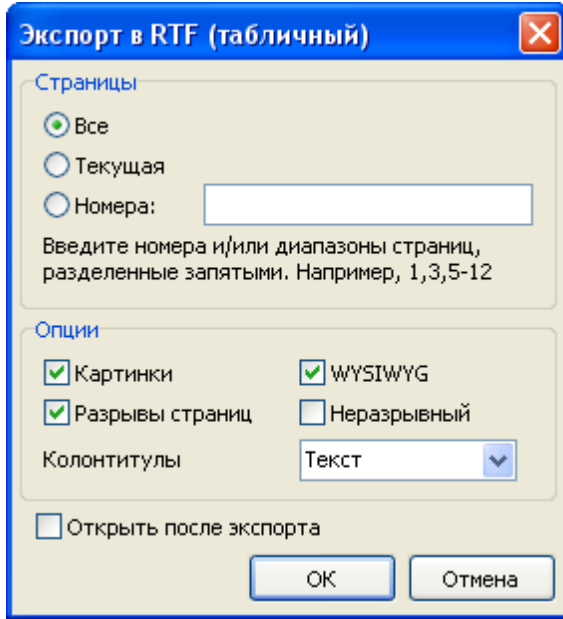 Экспорт в RTF (табличный)
Страницы
Все
Текущая
Номера:
Введите номера и/или диапазоны страниц,
разделенные запятыми. Например, 1,3,5-12
Опции
Картинки WYSIWYG
Разрывы страниц Неразрывный
Колонтитулы Текст
Открыть после экспорта
ОК Отмена